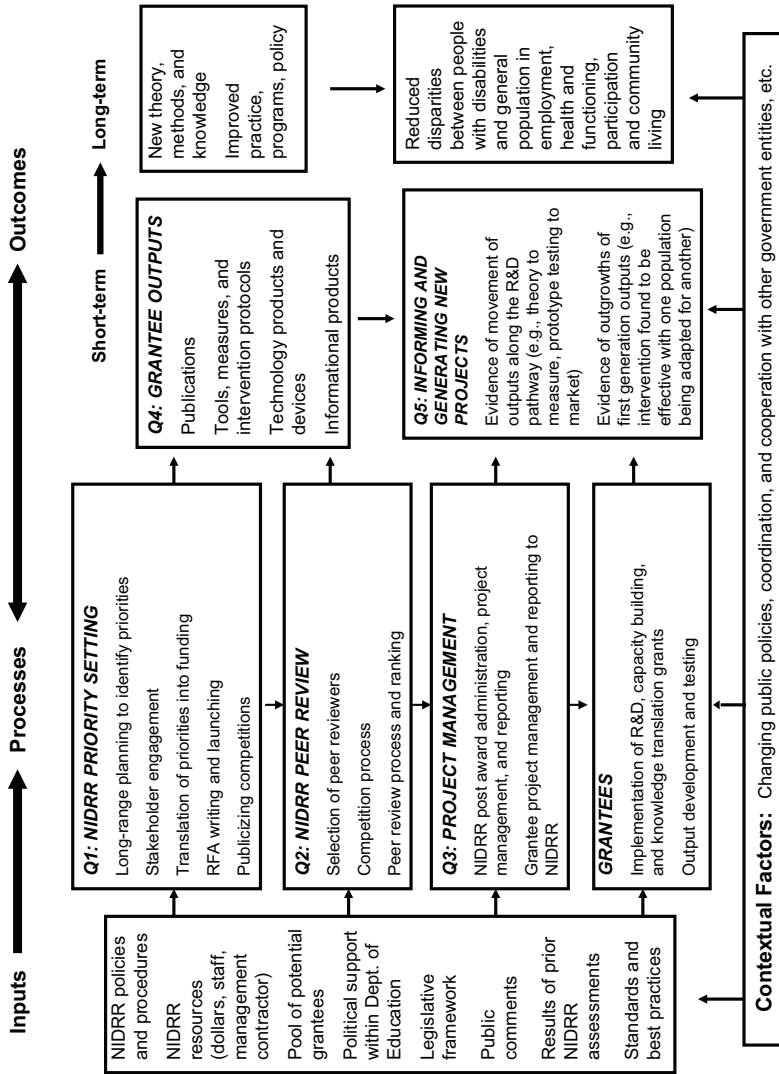 Inputs
Processes
Outcomes
Short-term
Long-term
NIDRR policies
and procedures
NIDRR
resources
(dollars, staff,
management
contractor)
Pool of potential
grantees
Political support
within Dept. of
Education
Legislative
framework
Public
comments
Results of prior
NIDRR
assessments
Standards and
best practices
Q1: NIDRR PRIORITY SETTING
Long-range planning to identify priorities
Stakeholder engagement
Translation of priorities into funding
RFA writing and launching
Publicizing competitions
Q2: NIDRR PEER REVIEW
Selection of peer reviewers
Competition process
Peer review process and ranking
Q3: PROJECT MANAGEMENT
NIDRR post award administration, project
management, and reporting
Grantee project management and reporting to
NIDRR
GRANTEES
Implementation of R&D, capacity building,
and knowledge translation grants
Output development and testing
Q4: GRANTEE OUTPUTS
Publications
Tools, measures, and
intervention protocols
Technology products and
devices
Informational products
Q5: INFORMING AND
GENERATING NEW
PROJECTS
Evidence of movement of
outputs along the R&D
pathway (e.g., theory to
measure, prototype testing to
market)
Evidence of outgrowths of
first generation outputs (e.g.,
intervention found to be
effective with one population
being adapted for another)
New theory,
methods, and
knowledge
Improved
practice,
programs, policy
Reduced
disparities
between people
with disabilities
and general
population in
employment,
health and
functioning,
participation
and community
living
Contextual Factors: Changing public policies, coordination, and cooperation with other government entities, etc.